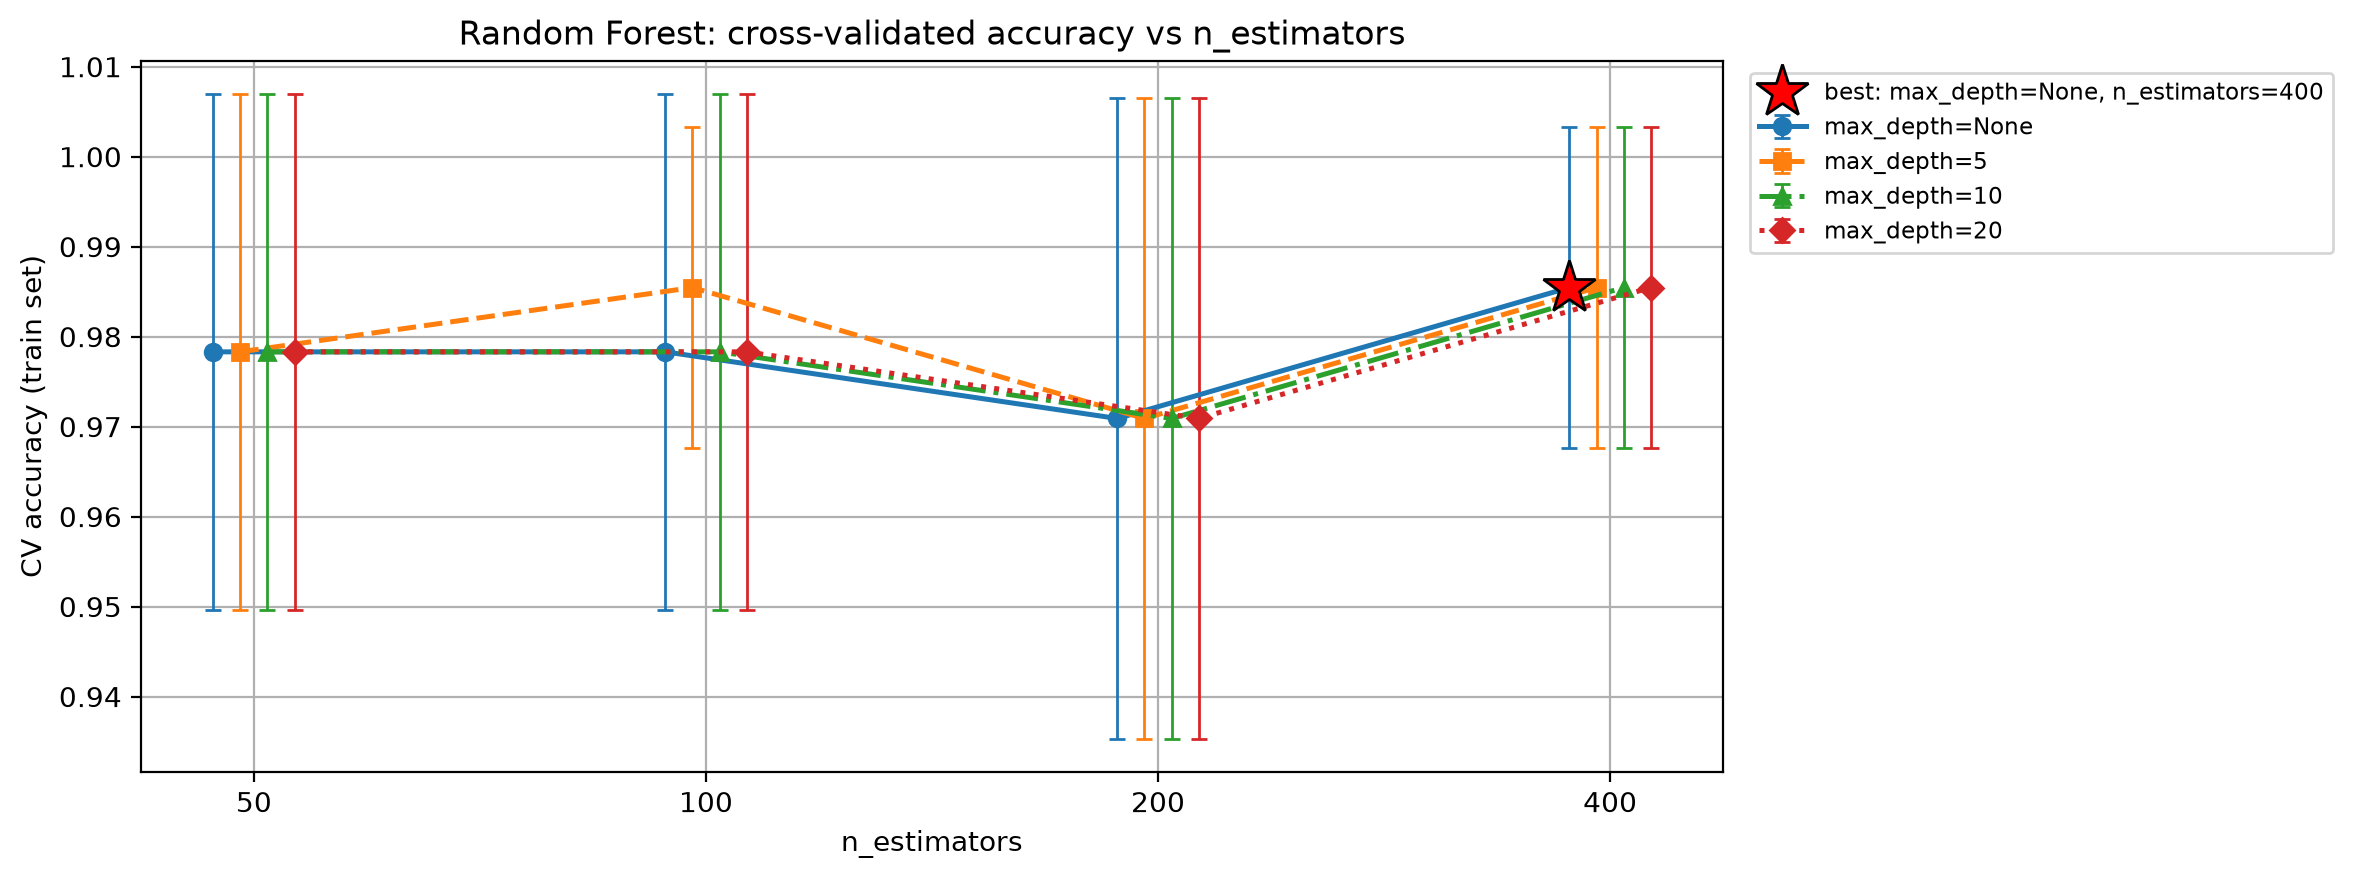 Random Forest: cross-validated accuracy vs n_estimators
1.01
1.00
0.99
0.98
0.97
0.96
0.95
0.94
CV accuracy (train set)
50
100
200
400
n_estimators
best: max_depth=None, n_estimators=400
max_depth=None
max_depth=5
max_depth=10
max_depth=20